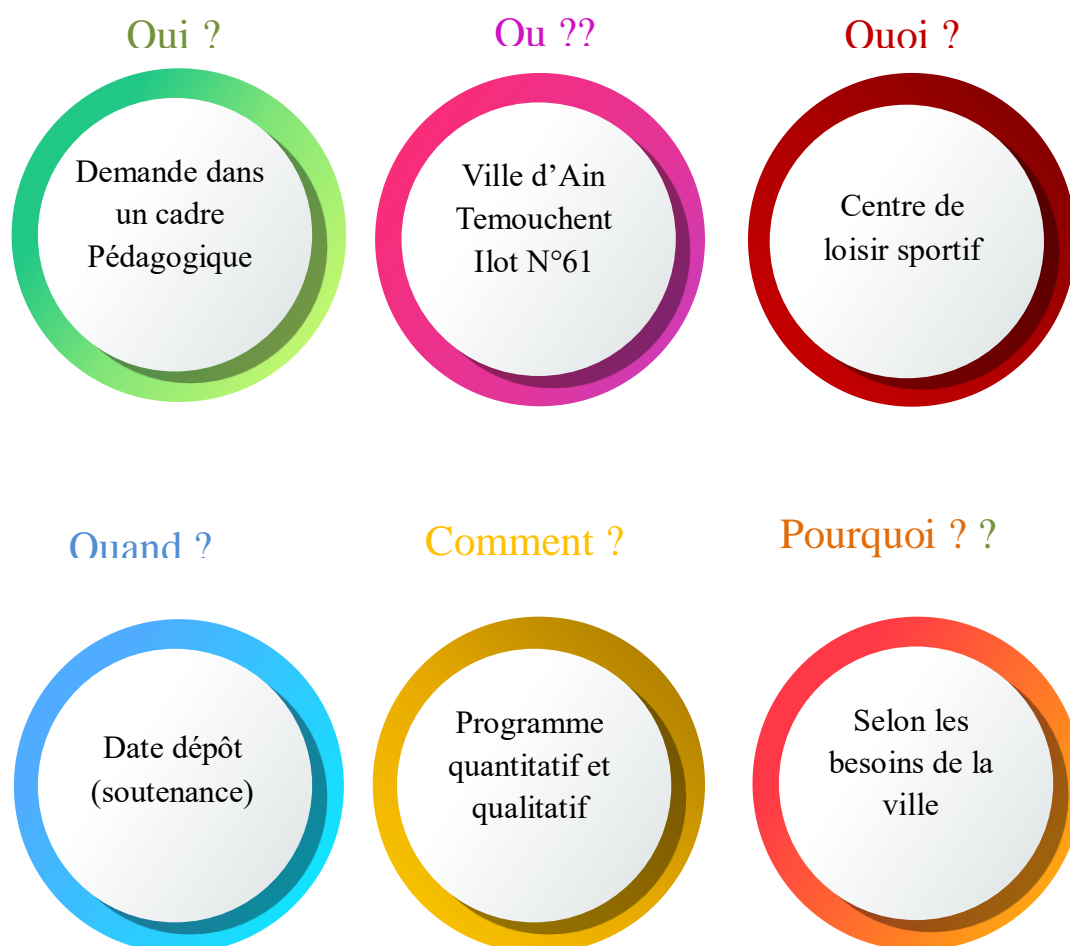 Qui ?
Ou ??
Quoi ?
Demande dans
un cadre
Pédagogique
Ville d’Ain
Temouchent
Ilot N°61
Centre de
loisir sportif
Quand ?
Comment ?
Pourquoi ? ?
Date dépôt
(soutenance)
Programme
quantitatif et
qualitatif
Selon les
besoins de la
ville